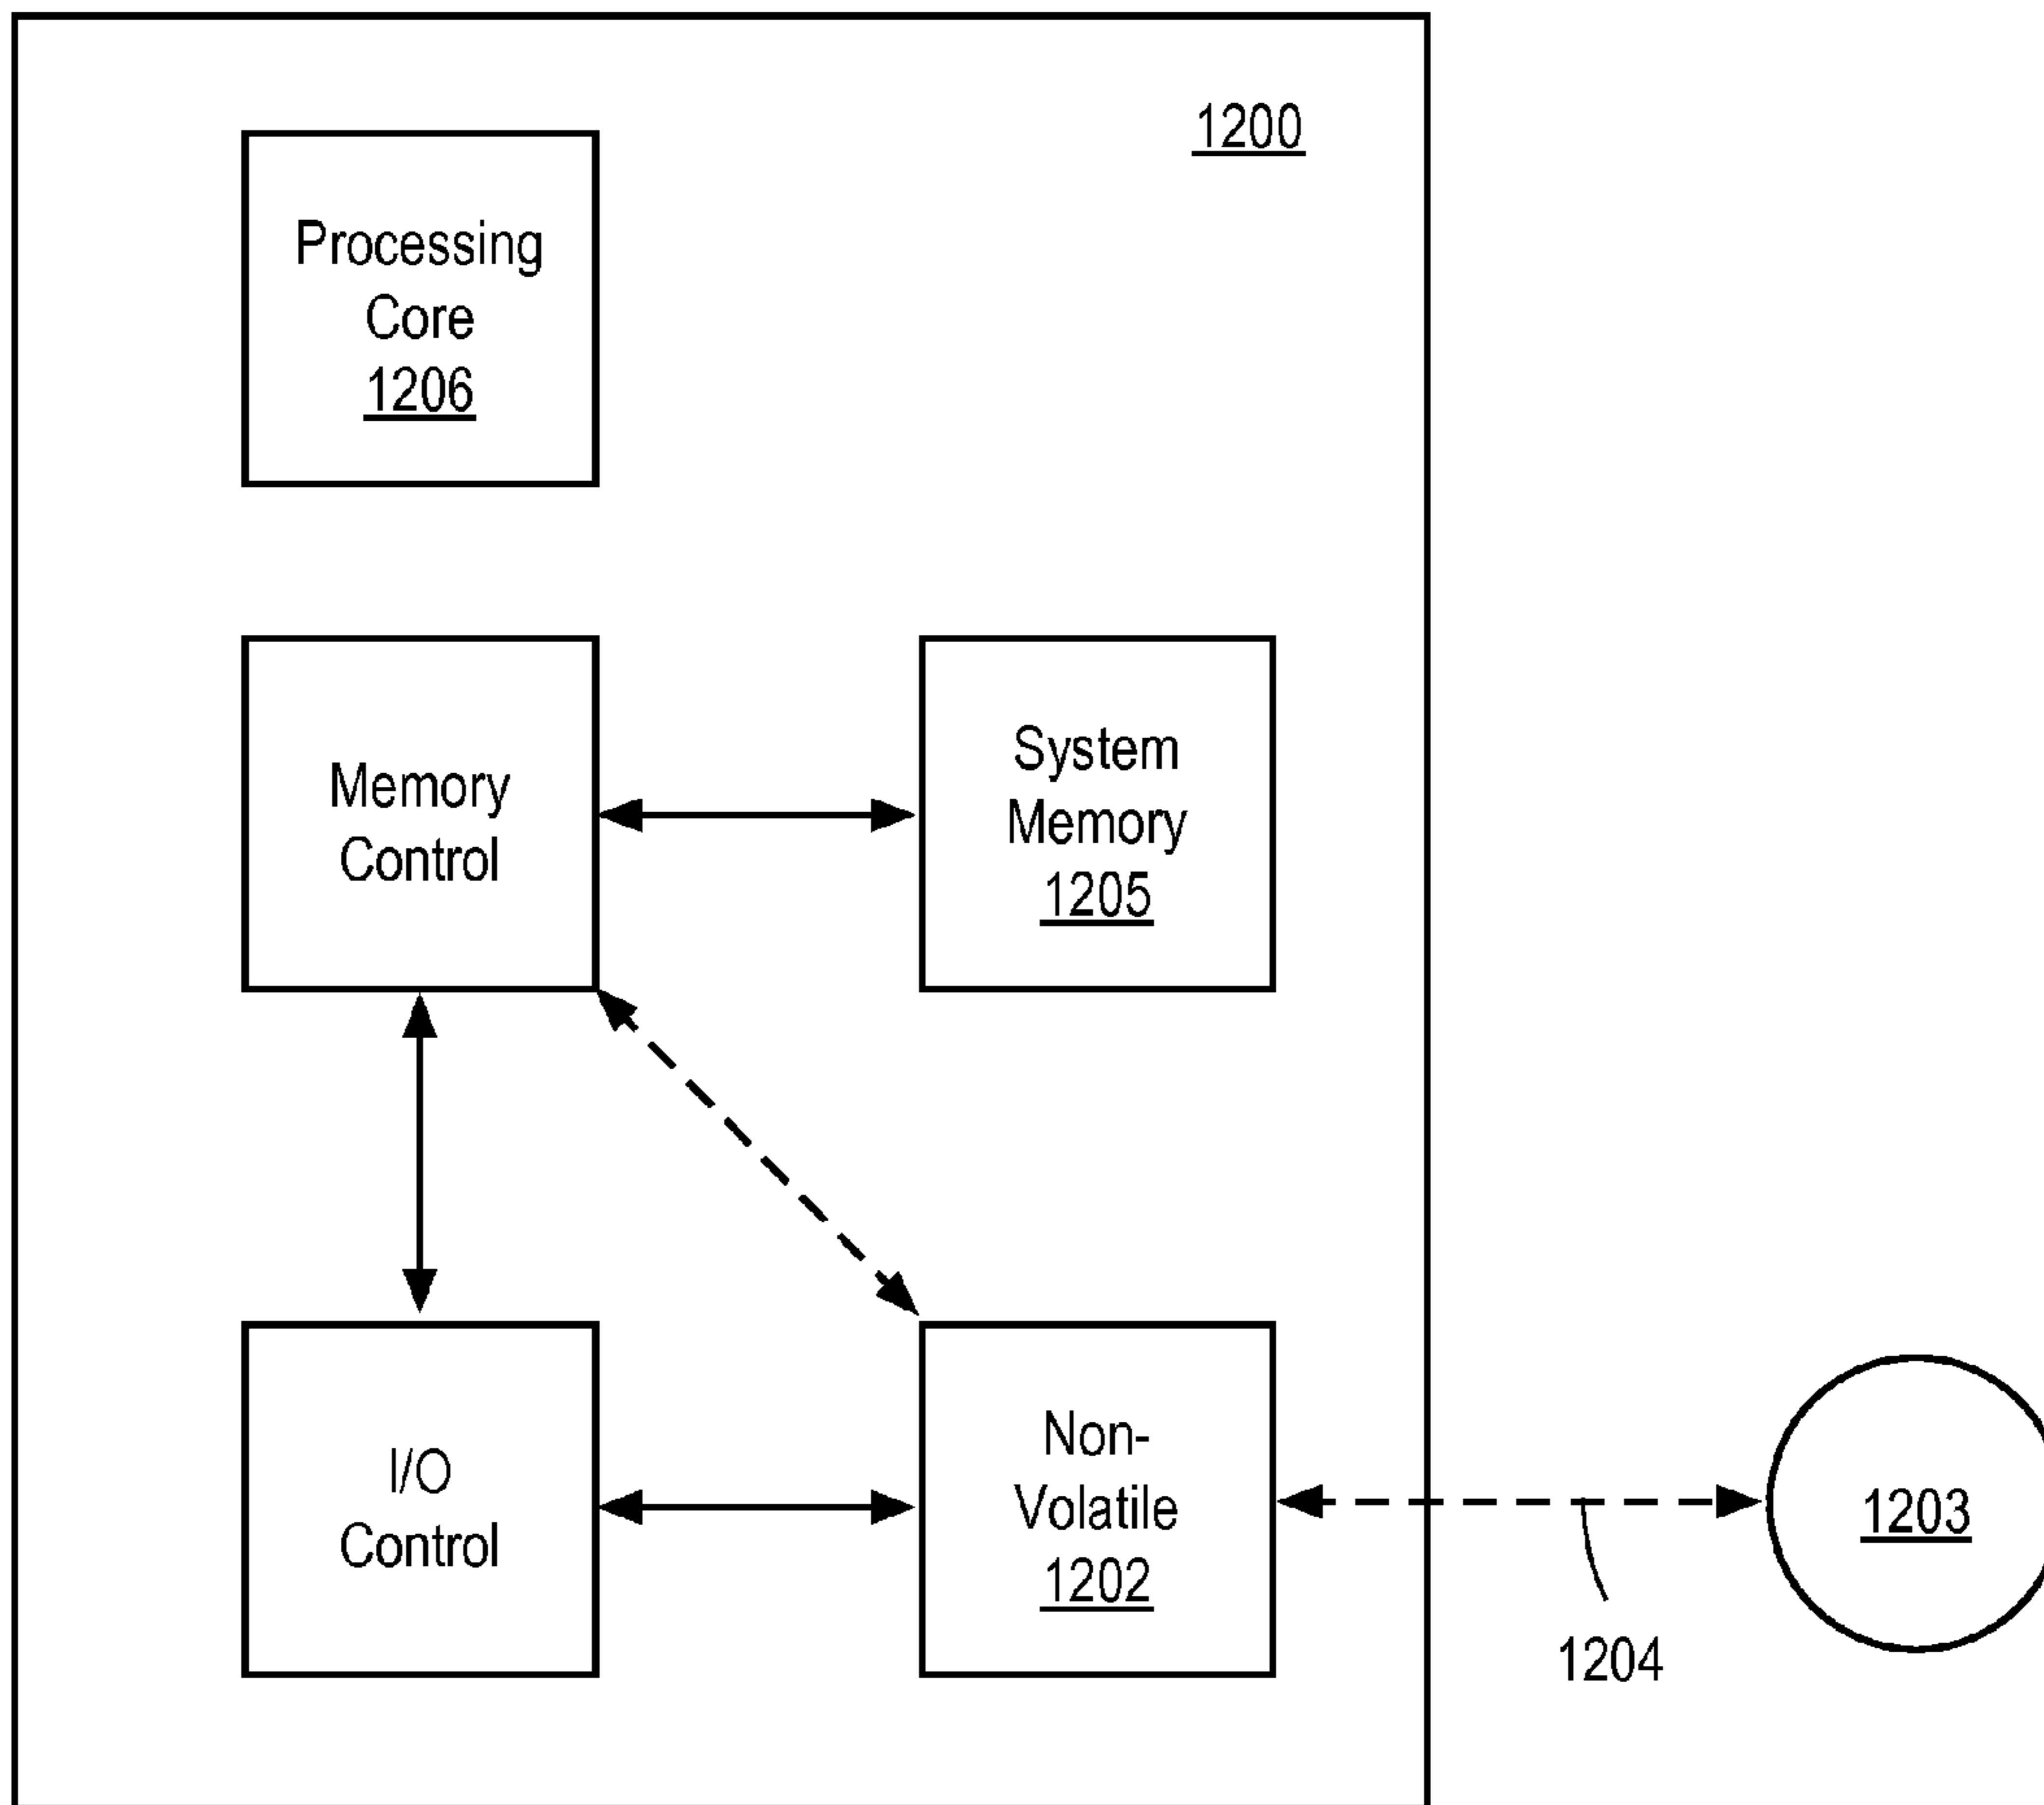 1200
Processing
Core
1206
Memory
Control
System
Memory
1205
I/O
Control
Non-
Volatile
1202
1203
1204